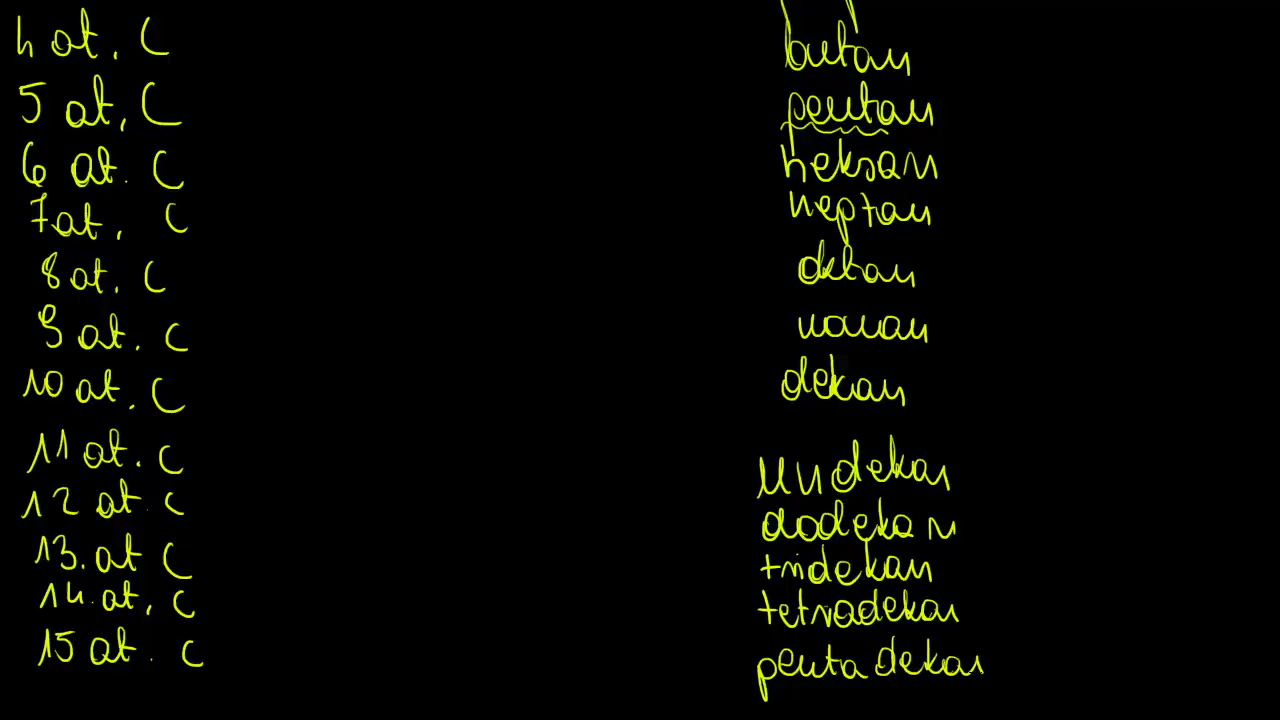 4 at. C butan
5 at. C pentan
6 at. C heksan
7 at. C heptan
8 at. C oktan
9 at. C nonan
10 at. C dekan
11 at. C undekan
12 at. C dodekan
13. at C tridekan
14. at. C tetradekan
15 at. C pentadekan